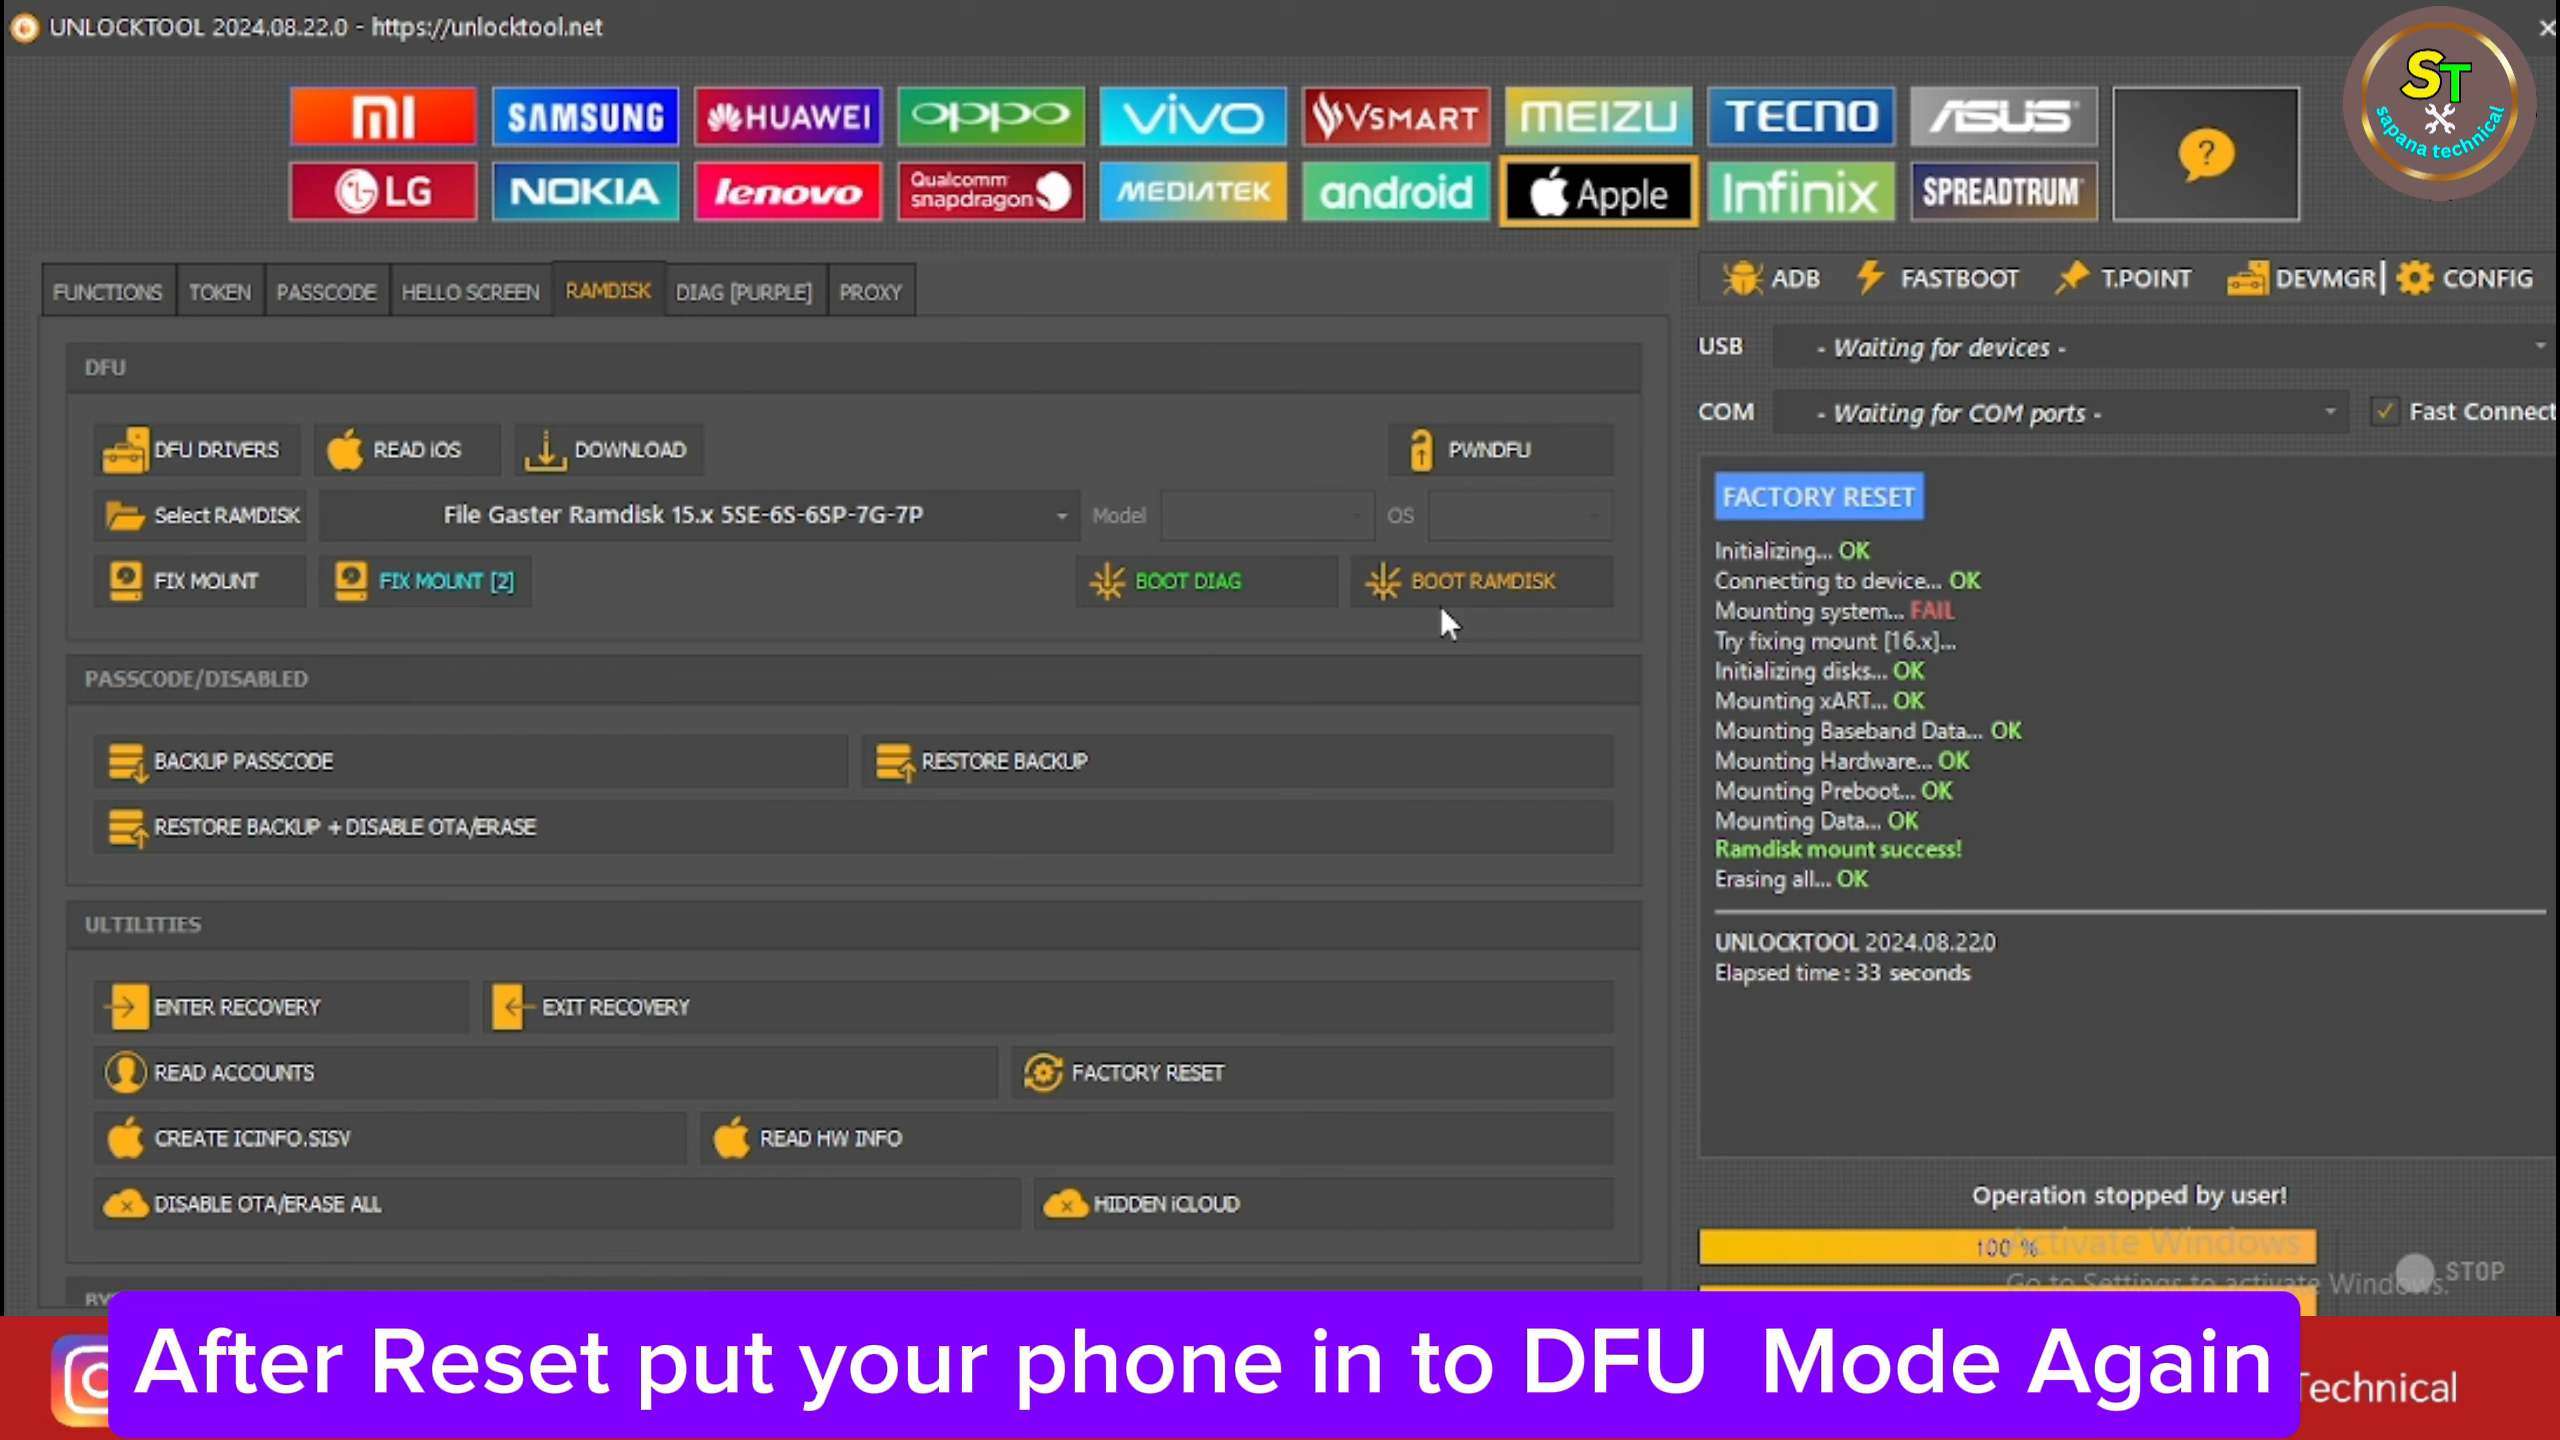 UNLOCKTOOL 2024.08.22.0 - https://unlocktool.net
ST
sapana technical
MI SAMSUNG HUAWEI oppo vivo VSMART MEIZU TECNO ASUS ?
LG NOKIA lenovo Qualcomm snapdragon MEDIATEK android Apple Infinix SPREADTRUM
FUNCTIONS TOKEN PASSCODE HELLO SCREEN RAMDISK DIAG [PURPLE] PROXY
ADB FASTBOOT T.POINT DEVMGR CONFIG
USB - Waiting for devices -
COM - Waiting for COM ports - Fast Connect
DFU
DFU DRIVERS READ iOS DOWNLOAD PWNDFU
Select RAMDISK File Gaster Ramdisk 15.x 5SE-6S-6SP-7G-7P Model OS
FIX MOUNT FIX MOUNT [2] BOOT DIAG BOOT RAMDISK
PASSCODE/DISABLED
BACKUP PASSCODE RESTORE BACKUP
RESTORE BACKUP + DISABLE OTA/ERASE
ULTILITIES
ENTER RECOVERY EXIT RECOVERY
READ ACCOUNTS FACTORY RESET
CREATE ICINFO.SISV READ HW INFO
DISABLE OTA/ERASE ALL HIDDEN iCLOUD
FACTORY RESET
Initializing... OK
Connecting to device... OK
Mounting system... FAIL
Try fixing mount [16.x]...
Initializing disks... OK
Mounting xART... OK
Mounting Baseband Data... OK
Mounting Hardware... OK
Mounting Preboot... OK
Mounting Data... OK
Ramdisk mount success!
Erasing all... OK
UNLOCKTOOL 2024.08.22.0
Elapsed time : 33 seconds
Operation stopped by user!
100 %
Activate Windows
Go to Settings to activate Windows.
STOP
After Reset put your phone in to DFU Mode Again
Technical